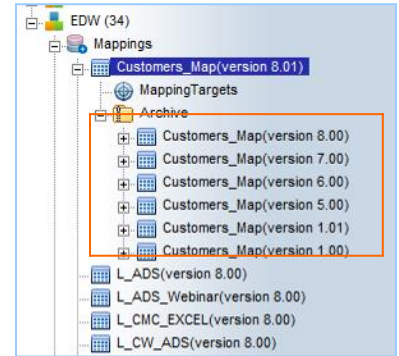 EDW (34)
Mappings
Customers_Map(version 8.01)
MappingTargets
Archive
Customers_Map(version 8.00)
Customers_Map(version 7.00)
Customers_Map(version 6.00)
Customers_Map(version 5.00)
Customers_Map(version 1.01)
Customers_Map(version 1.00)
L_ADS(version 8.00)
L_ADS_Webinar(version 8.00)
L_CMC_EXCEL(version 8.00)
L_CW_ADS(version 8.00)